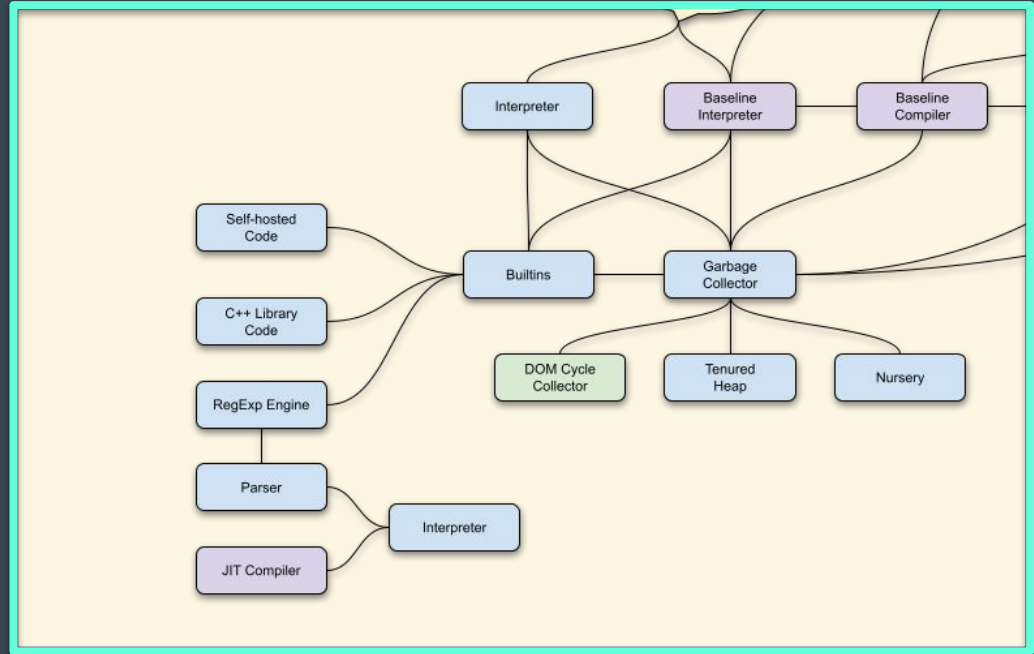 Interpreter
Baseline
Interpreter
Baseline
Compiler
Self-hosted
Code
Builtins
Garbage
Collector
C++ Library
Code
DOM Cycle
Collector
Tenured
Heap
Nursery
RegExp Engine
Parser
Interpreter
JIT Compiler